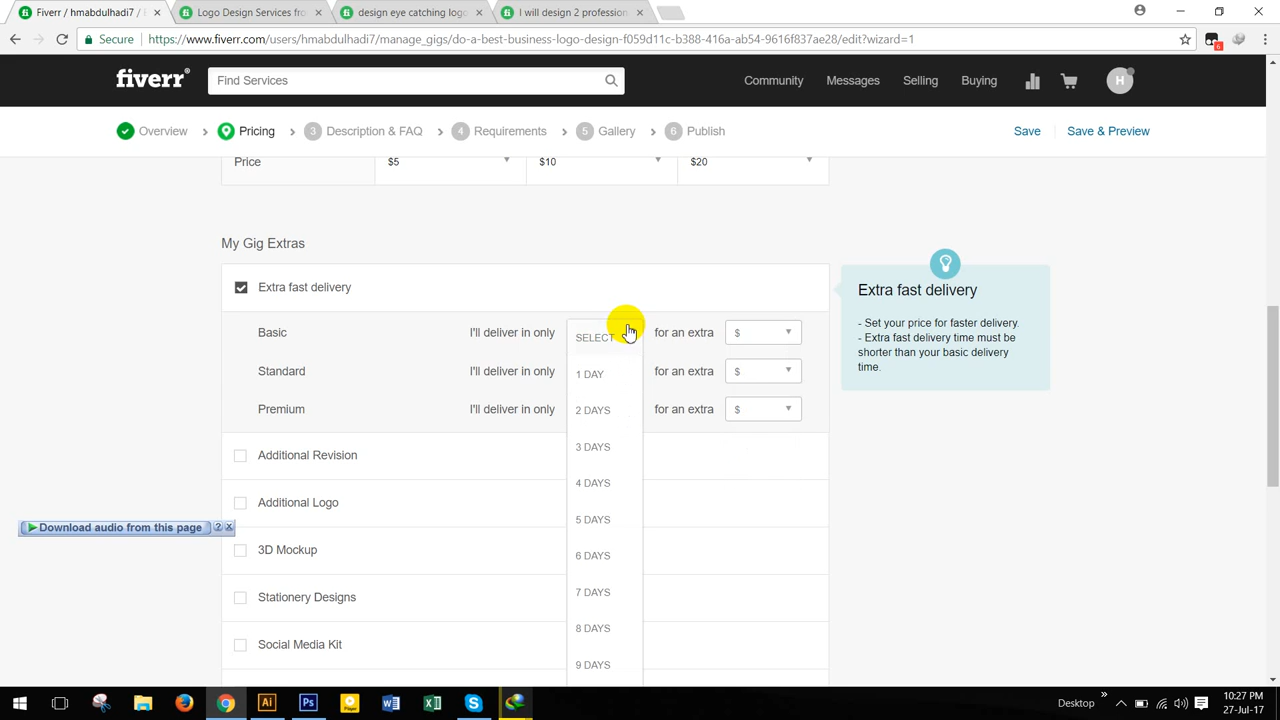 Fiverr / hmabdulhadi7 / Logo Design Services fro design eye catching logo I will design 2 profession
Secure https://www.fiverr.com/users/hmabdulhadi7/manage_gigs/do-a-best-business-logo-design-f059d11c-b388-416a-ab54-9616f837ae28/edit?wizard=1 6
fiverr® Find Services Community Messages Selling Buying H
Overview Pricing 3 Description & FAQ 4 Requirements 5 Gallery 6 Publish Save Save & Preview
Price $5 $10 $20
My Gig Extras
Extra fast delivery
Basic I'll deliver in only SELECT for an extra $
Standard I'll deliver in only 1 DAY for an extra $
Premium I'll deliver in only 2 DAYS for an extra $
3 DAYS
4 DAYS
5 DAYS
6 DAYS
7 DAYS
8 DAYS
9 DAYS
Additional Revision
Additional Logo
3D Mockup
Stationery Designs
Social Media Kit
Extra fast delivery
- Set your price for faster delivery.
- Extra fast delivery time must be
shorter than your basic delivery
time.
Download audio from this page ? x
Ai Ps Player Desktop 10:27 PM
27-Jul-17